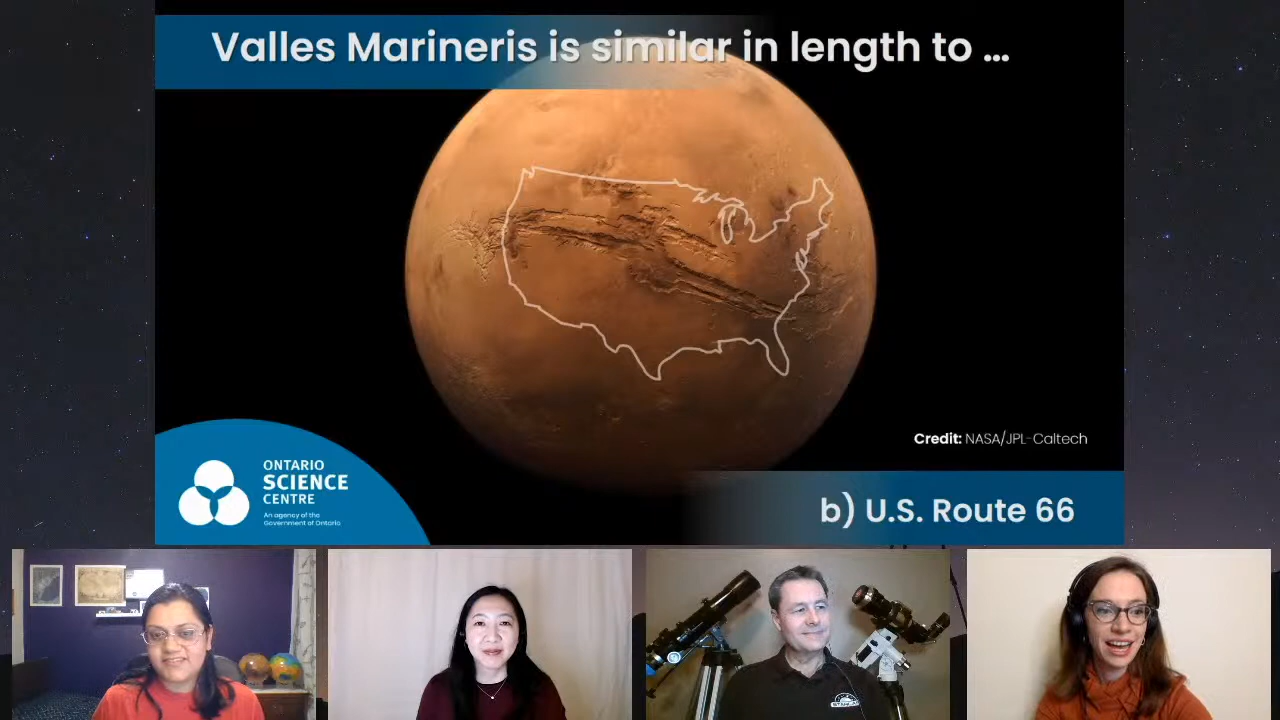 Valles Marineris is similar in length to ...
Credit: NASA/JPL-Caltech
ONTARIO
SCIENCE
CENTRE
An agency of the
Government of Ontario
b) U.S. Route 66